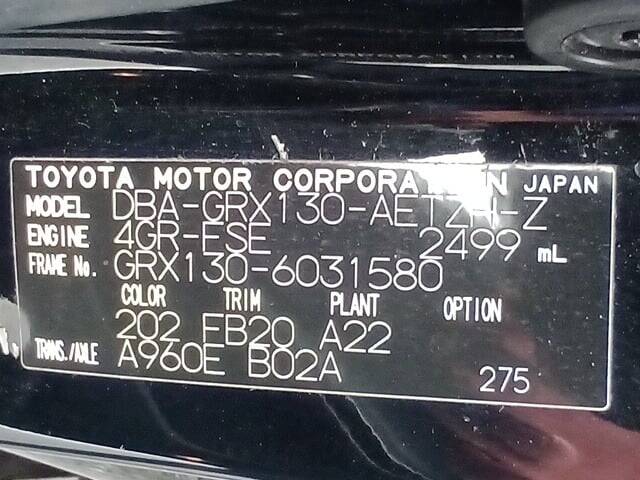 TOYOTA MOTOR CORPORATION JAPAN
MODEL DBA-GRX130-AETZH-Z
ENGINE 4GR-FSE 2499 mL
FRAME No. GRX130-6031580
COLOR TRIM PLANT OPTION
202 FB20 A22
TRANS./AXLE A960E B02A
275